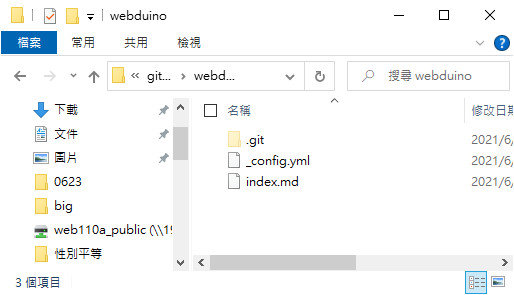 webduino
檔案 常用 共用 檢視
« git... › webd...
搜尋 webduino
名稱 修改日期
.git 2021/6/
_config.yml 2021/6/
index.md 2021/6/
下載
文件
圖片
0623
big
web110a_public (\\19
性別平等
3 個項目